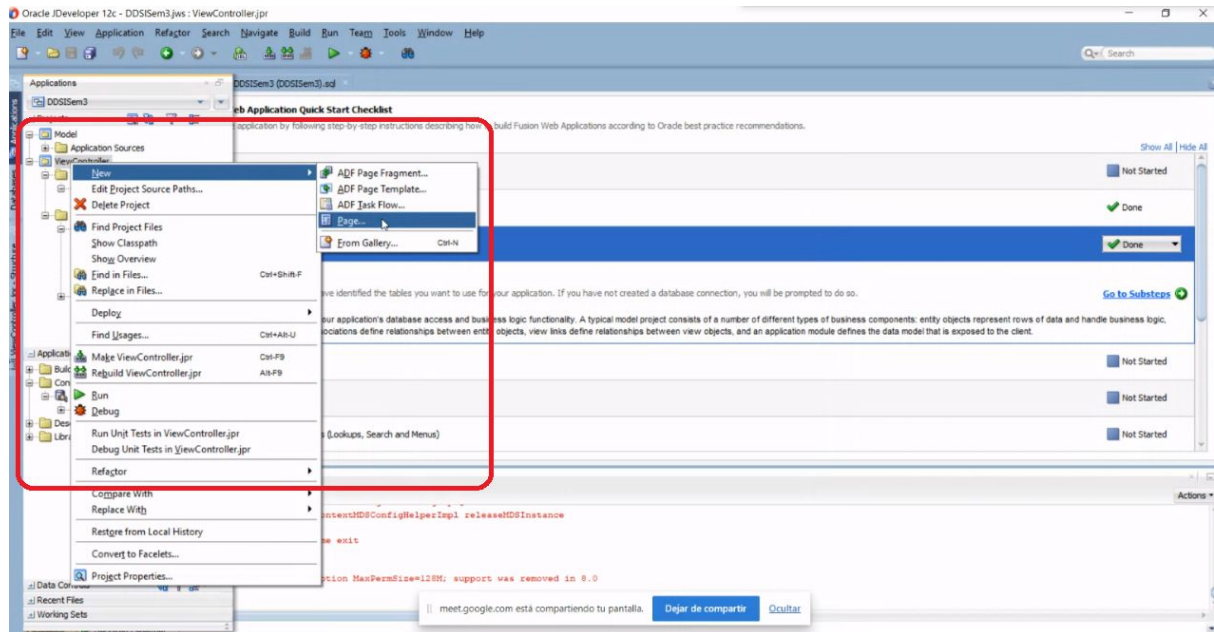 Oracle JDeveloper 12c - DDSISem3.jws : ViewController.jpr
File Edit View Application Refactor Search Navigate Build Run Team Tools Window Help
Search
Applications
DDSISem3 (DDSISem3).sql
DDSISem3
eb Application Quick Start Checklist
Projects
application by following step-by-step instructions describing how to build Fusion Web Applications according to Oracle best practice recommendations.
Model
Application Sources
Show All | Hide All
ViewController
New
ADF Page Fragment...
Not Started
Edit Project Source Paths...
ADF Page Template...
Delete Project
ADF Task Flow...
Done
Page...
Find Project Files
Show Classpath
From Gallery... Ctrl-N
Done
Show Overview
Find in Files... Ctrl+Shift-F
Replace in Files...
ave identified the tables you want to use for your application. If you have not created a database connection, you will be prompted to do so.
Go to Substeps
Deploy
our application's database access and business logic functionality. A typical model project consists of a number of different types of business components: entity objects represent rows of data and handle business logic,
Find Usages... Ctrl+Alt-U
ociations define relationships between entity objects, view links define relationships between view objects, and an application module defines the data model that is exposed to the client.
Applicati
Make ViewController.jpr Ctrl-F9
Not Started
Rebuild ViewController.jpr Alt-F9
Con
Run
Not Started
Debug
Des
Libra
Run Unit Tests in ViewController.jpr
s (Lookups, Search and Menus)
Not Started
Debug Unit Tests in ViewController.jpr
Refactor
Compare With
Actions
Replace With
ontextMDSConfigHelperImpl releaseMDSInstance
Restore from Local History
me exit
Convert to Facelets...
Project Properties...
ption MaxPermSize=128M; support was removed in 8.0
Data Controls
Recent Files
Working Sets
meet.google.com está compartiendo tu pantalla. Dejar de compartir Ocultar